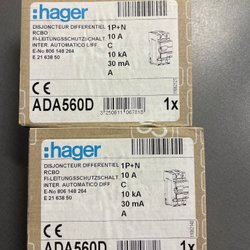 :hager
DISJONCTEUR DIFFERENTIEL 1P+N
RCBO 10 A
FI-LEITUNGSSCHUTZSCHALT C
INTER. AUTOMATICO DIFF 10 kA
E-No 806 148 264 30 mA
E 21 638 50 A
ADA560D 1x
:hager
DISJONCTEUR DIFFERENTIEL 1P+N
RCBO 10 A
FI-LEITUNGSSCHUTZSCHALT C
INTER. AUTOMATICO DIFF 10 kA
E-No 806 148 264 30 mA
E 21 638 50 A
ADA560D 1x